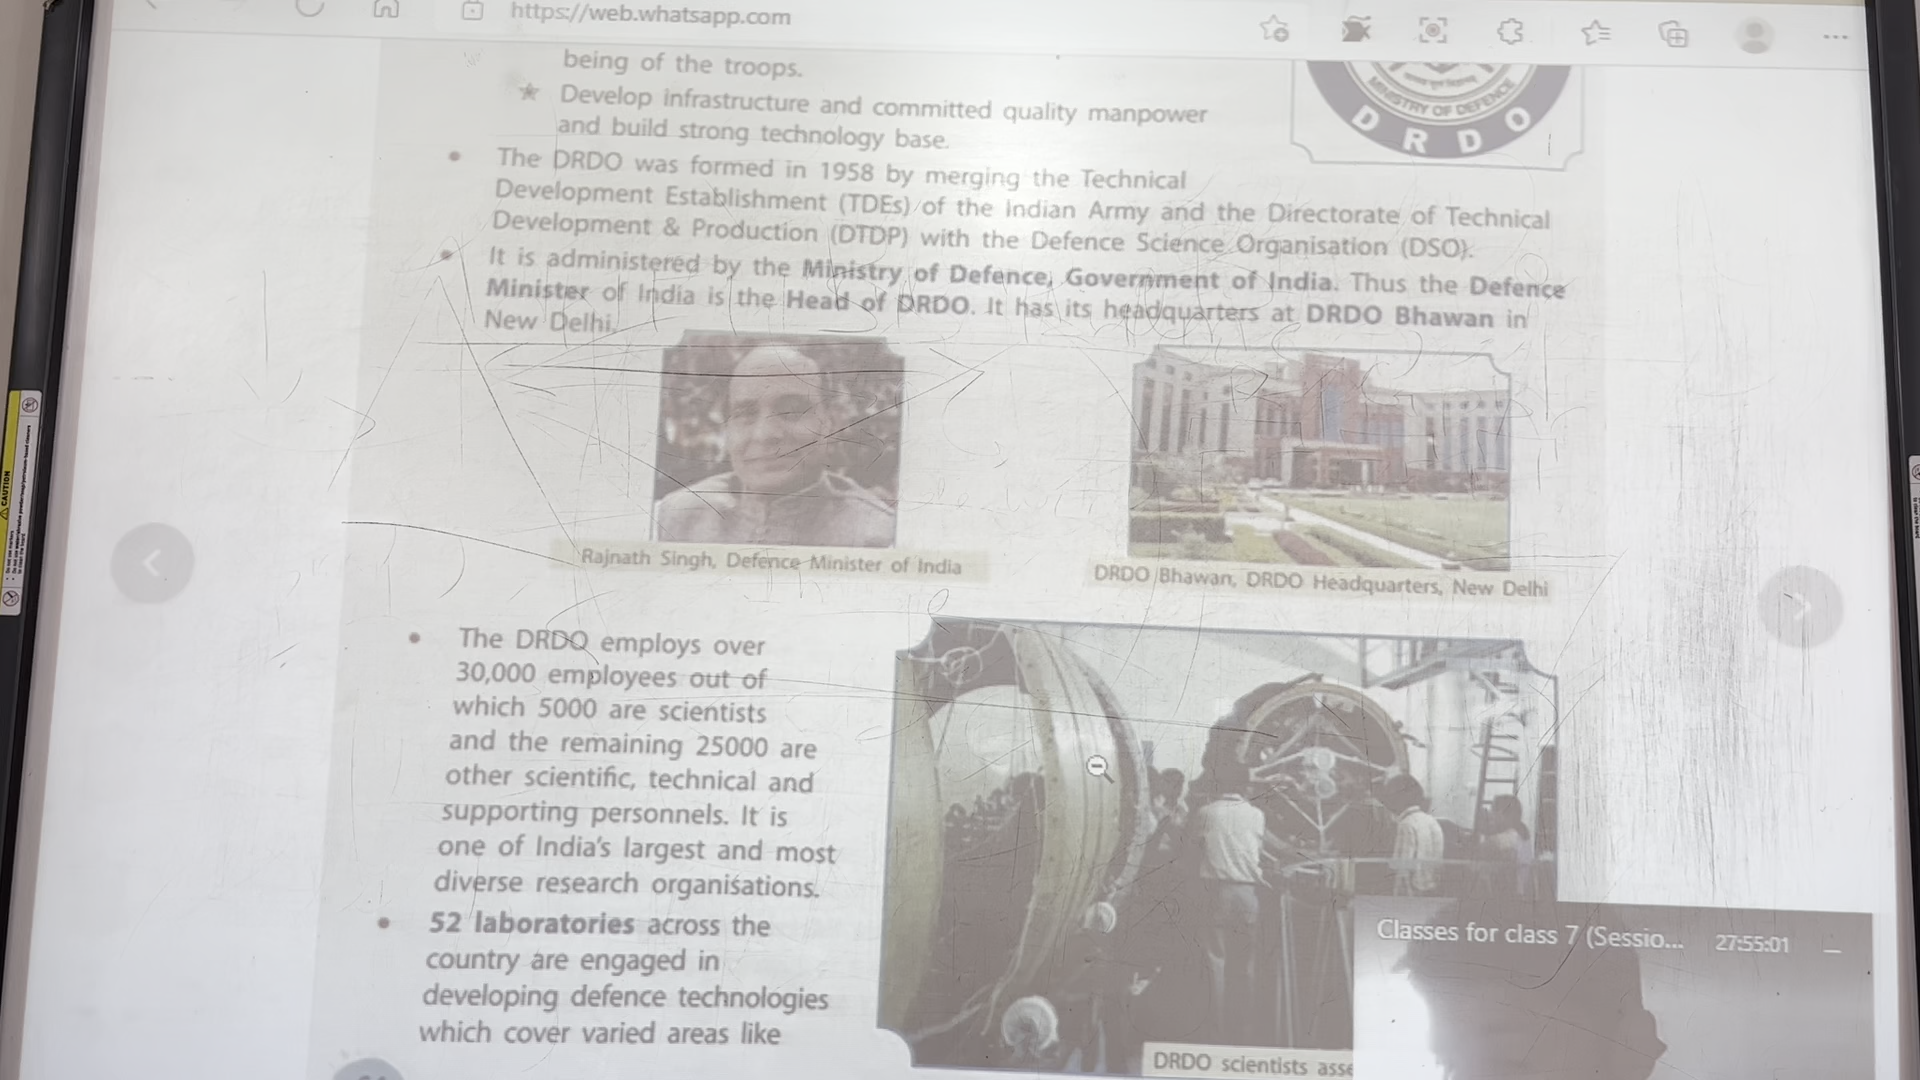 https://web.whatsapp.com
being of the troops.
Develop infrastructure and committed quality manpower
and build strong technology base.
MINISTRY OF DEFENCE
DRDO
• The DRDO was formed in 1958 by merging the Technical
Development Establishment (TDEs) of the Indian Army and the Directorate of Technical
Development & Production (DTDP) with the Defence Science Organisation (DSO).
• It is administered by the Ministry of Defence, Government of India. Thus the Defence
Minister of India is the Head of DRDO. It has its headquarters at DRDO Bhawan in
New Delhi.
Rajnath Singh, Defence Minister of India
DRDO Bhawan, DRDO Headquarters, New Delhi
• The DRDO employs over
30,000 employees out of
which 5000 are scientists
and the remaining 25000 are
other scientific, technical and
supporting personnels. It is
one of India's largest and most
diverse research organisations.
• 52 laboratories across the
country are engaged in
developing defence technologies
which cover varied areas like
DRDO scientists asse
Classes for class 7 (Sessio... 27:55:01
CAUTION